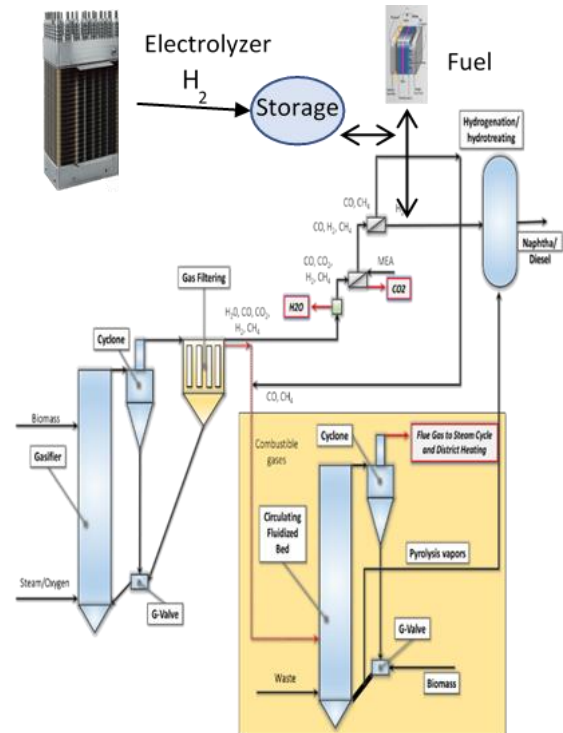 Electrolyzer
H2
Storage
Fuel
Hydrogenation/
hydrotreating
CO, CH4
CO, H2, CH4
Naphtha/
Diesel
CO, CO2,
H2, CH4
MEA
CO2
Gas Filtering
H2O
H2O, CO, CO2,
H2, CH4
Cyclone
Biomass
CO, CH4
Gasifier
Combustible
gases
Cyclone
Flue Gas to Steam Cycle
and District Heating
Circulating
Fluidized
Bed
Pyrolysis vapors
Steam/Oxygen
G-Valve
G-Valve
Waste
Biomass